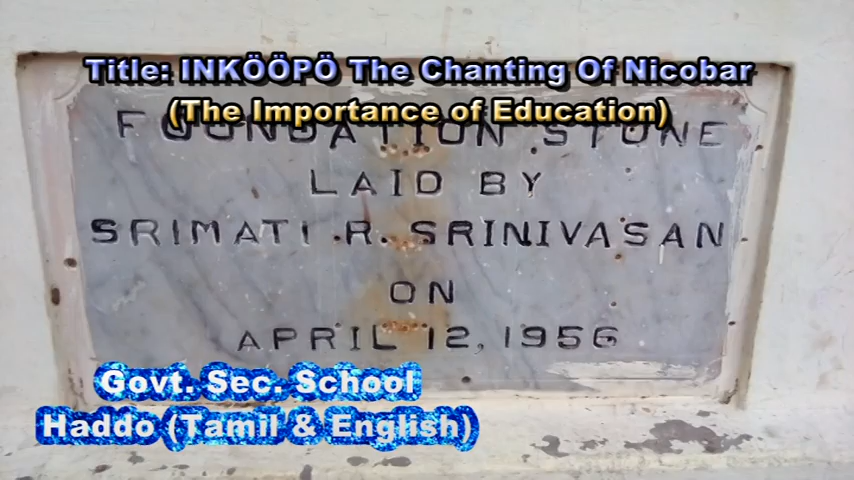 Title: INKÖÖPÖ The Chanting Of Nicobar
(The Importance of Education)
FOUNDATION STONE
LAID BY
SRIMATI .R. SRINIVASAN
ON
APRIL 12, 1956
Govt. Sec. School
Haddo (Tamil & English)